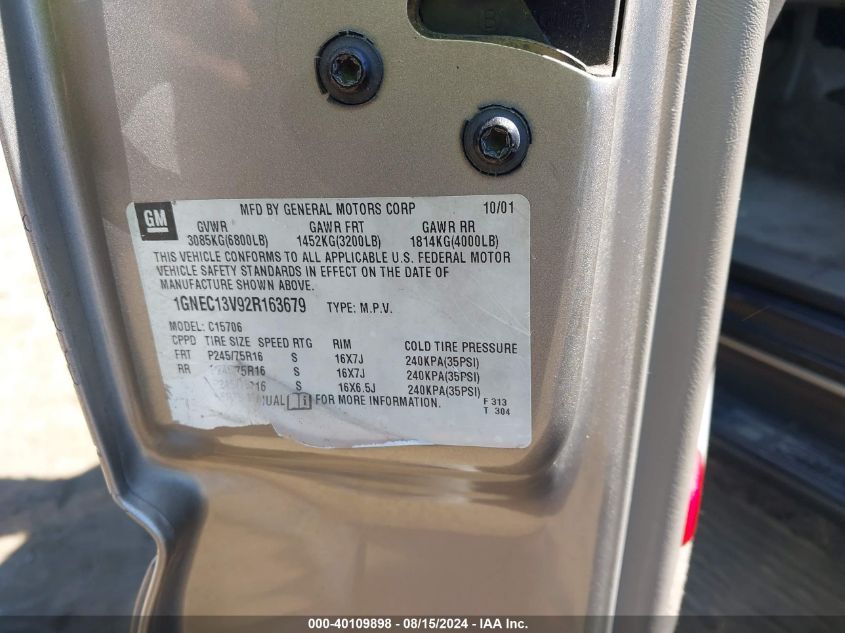 GM
MFD BY GENERAL MOTORS CORP 10/01
GVWR GAWR FRT GAWR RR
3085KG(6800LB) 1452KG(3200LB) 1814KG(4000LB)
THIS VEHICLE CONFORMS TO ALL APPLICABLE U.S. FEDERAL MOTOR
VEHICLE SAFETY STANDARDS IN EFFECT ON THE DATE OF
MANUFACTURE SHOWN ABOVE.
1GNEC13V92R163679 TYPE: M.P.V.
MODEL: C15706
CPPD TIRE SIZE SPEED RTG RIM COLD TIRE PRESSURE
FRT P245/75R16 S 16X7J 240KPA(35PSI)
RR P245/75R16 S 16X7J 240KPA(35PSI)
S 16X6.5J 240KPA(35PSI)
FOR MORE INFORMATION.
F 313
T 304
000-40109898 - 08/15/2024 - IAA Inc.